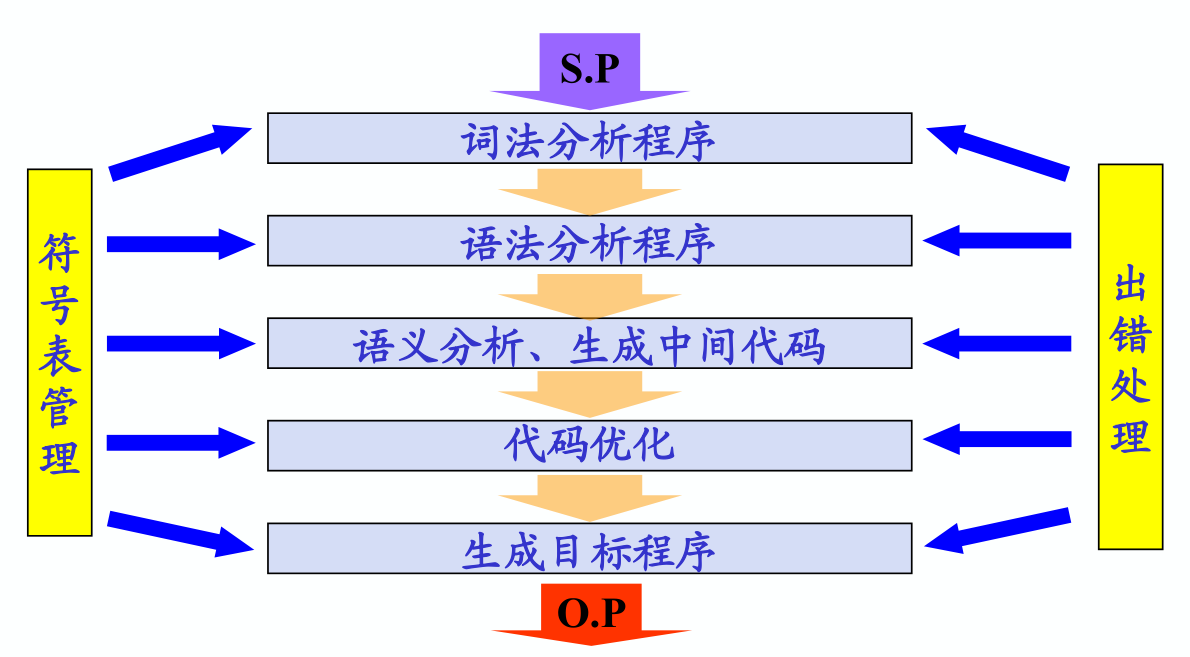 S.P
词法分析程序
语法分析程序
语义分析、生成中间代码
代码优化
生成目标程序
O.P
符号表管理
出错处理